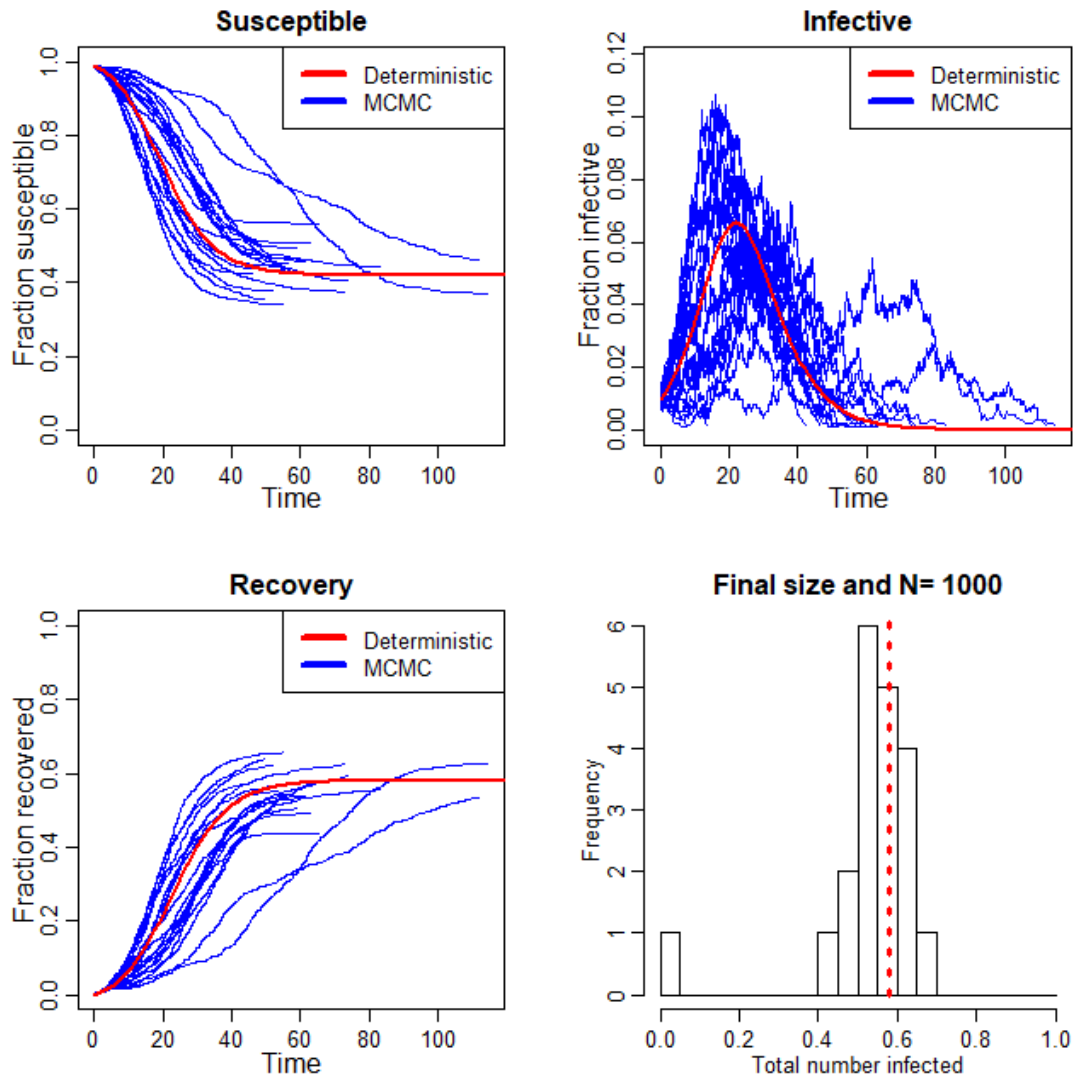 Susceptible
Fraction susceptible
1.0
0.8
0.6
0.4
0.2
0.0
Deterministic
MCMC
0 20 40 60 80 100
Time
Infective
Fraction infective
0.12
0.10
0.08
0.06
0.04
0.02
0.00
Deterministic
MCMC
0 20 40 60 80 100
Time
Recovery
Fraction recovered
1.0
0.8
0.6
0.4
0.2
0.0
Deterministic
MCMC
0 20 40 60 80 100
Time
Final size and N= 1000
Frequency
6
5
4
3
2
1
0
0.0 0.2 0.4 0.6 0.8 1.0
Total number infected